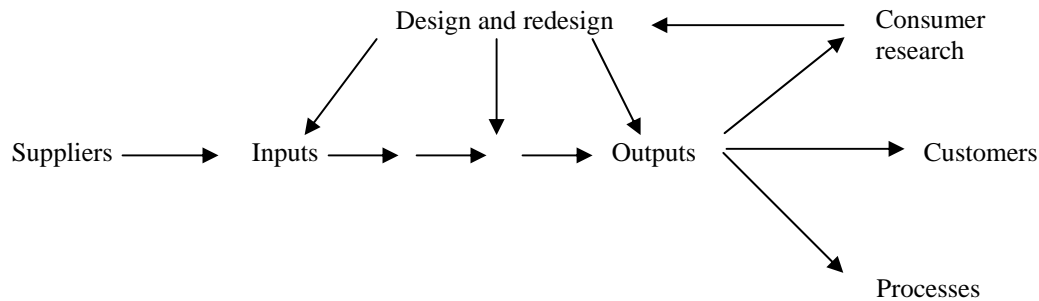 Design and redesign
Consumer
research
Suppliers
Inputs
Outputs
Customers
Processes